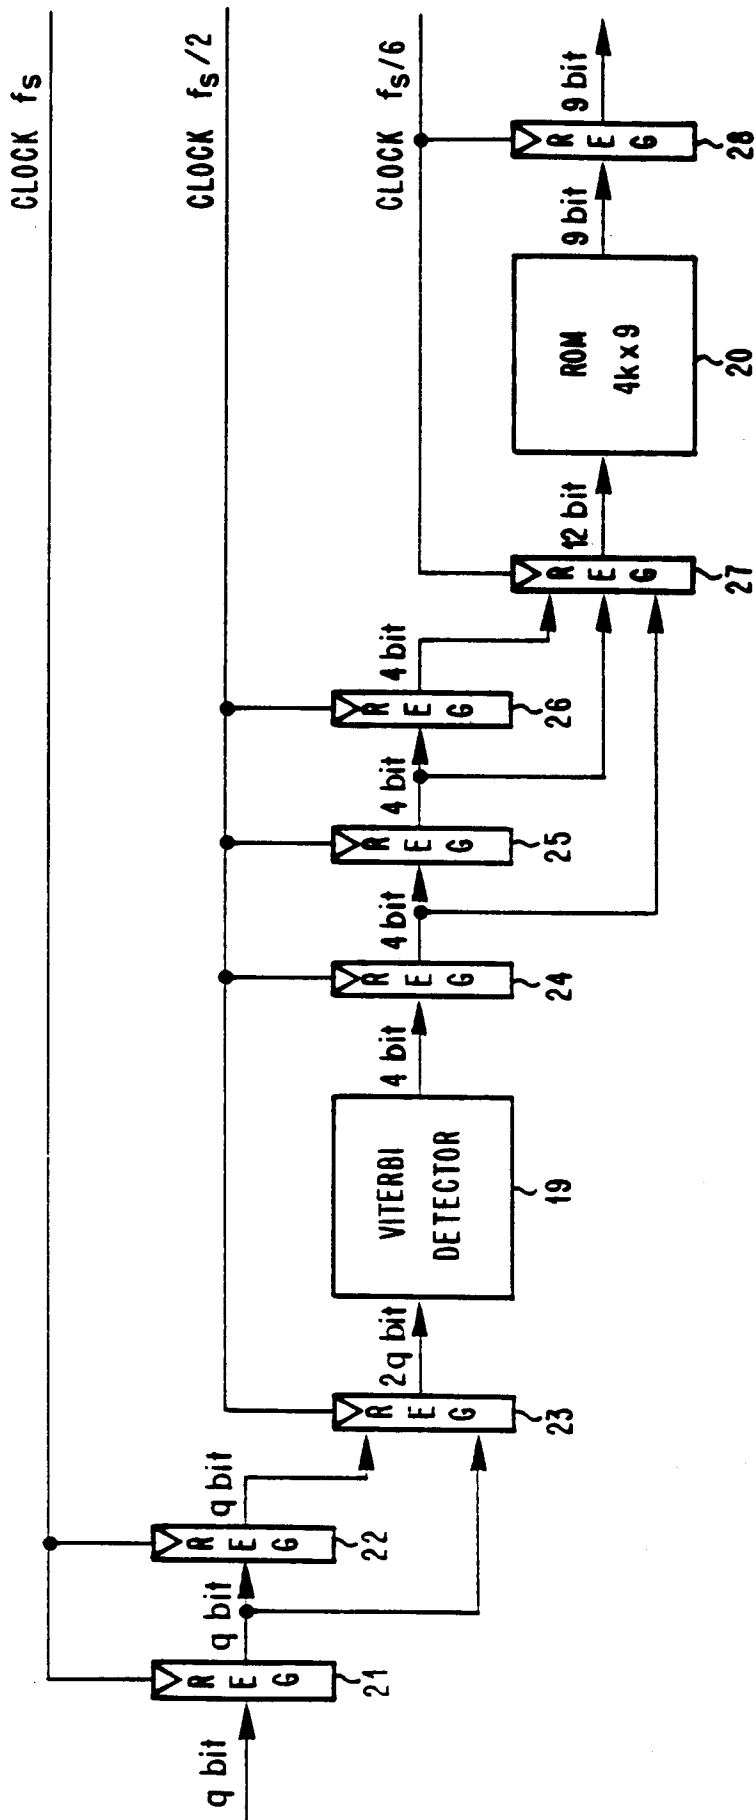 CLOCK fs
CLOCK fs/2
CLOCK fs/6
q bit
REG
21
q bit
REG
22
q bit
REG
23
2q bit
VITERBI
DETECTOR
19
4 bit
REG
24
4 bit
REG
25
4 bit
REG
26
4 bit
REG
27
12 bit
ROM
4k x 9
20
9 bit
REG
28
9 bit